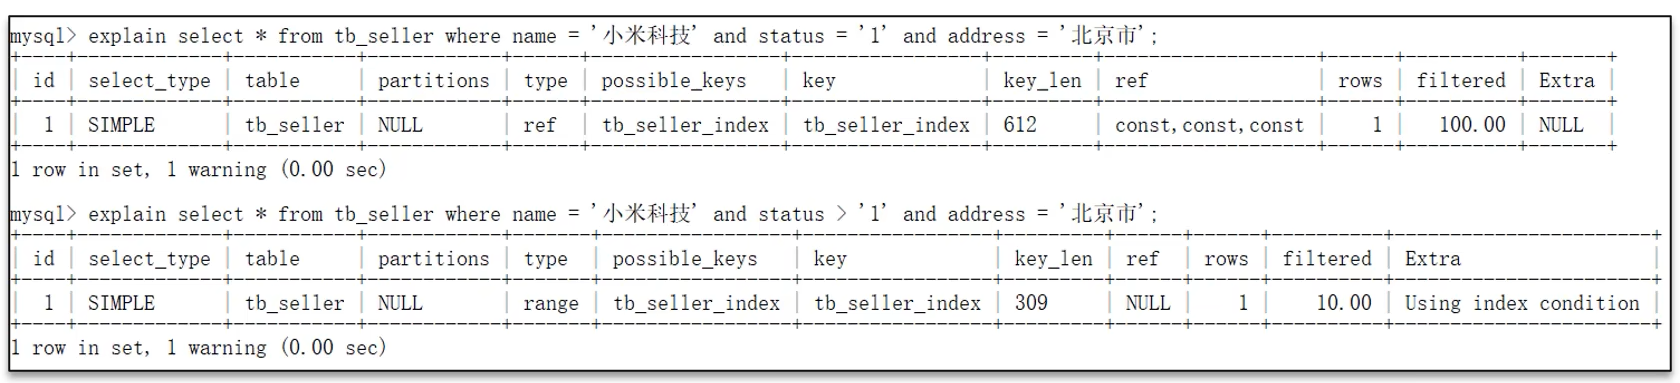 mysql> explain select * from tb_seller where name = '小米科技' and status = '1' and address = '北京市';
+----+-------------+-----------+------------+------+-----------------+-----------------+---------+-------------------+------+----------+-------+
| id | select_type | table | partitions | type | possible_keys | key | key_len | ref | rows | filtered | Extra |
+----+-------------+-----------+------------+------+-----------------+-----------------+---------+-------------------+------+----------+-------+
| 1 | SIMPLE | tb_seller | NULL | ref | tb_seller_index | tb_seller_index | 612 | const,const,const | 1 | 100.00 | NULL |
+----+-------------+-----------+------------+------+-----------------+-----------------+---------+-------------------+------+----------+-------+
1 row in set, 1 warning (0.00 sec)
mysql> explain select * from tb_seller where name = '小米科技' and status > '1' and address = '北京市';
+----+-------------+-----------+------------+-------+-----------------+-----------------+---------+------+------+----------+-----------------------+
| id | select_type | table | partitions | type | possible_keys | key | key_len | ref | rows | filtered | Extra |
+----+-------------+-----------+------------+-------+-----------------+-----------------+---------+------+------+----------+-----------------------+
| 1 | SIMPLE | tb_seller | NULL | range | tb_seller_index | tb_seller_index | 309 | NULL | 1 | 10.00 | Using index condition |
+----+-------------+-----------+------------+-------+-----------------+-----------------+---------+------+------+----------+-----------------------+
1 row in set, 1 warning (0.00 sec)